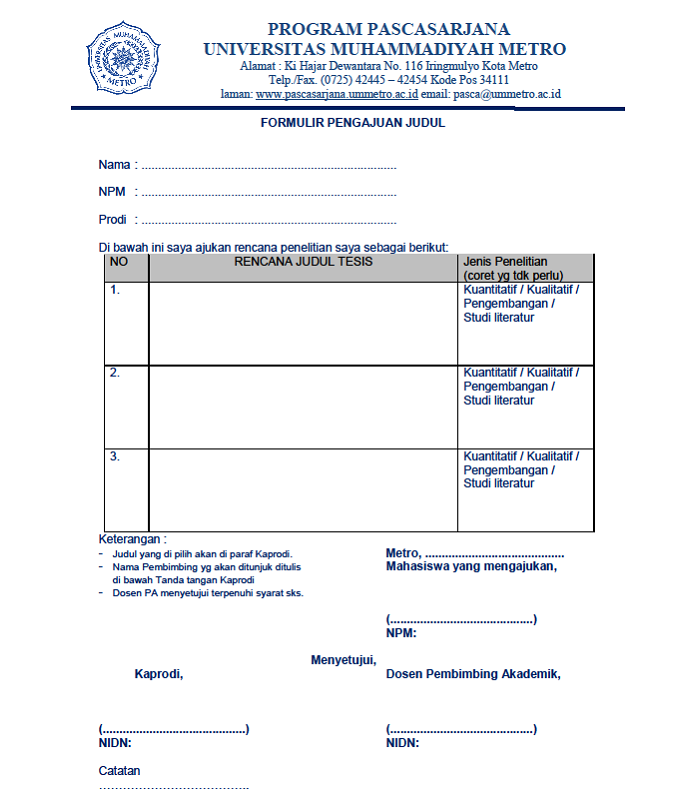 UNIVERSITAS MUHAMMADIYAH
METRO
PROGRAM PASCASARJANA
UNIVERSITAS MUHAMMADIYAH METRO
Alamat : Ki Hajar Dewantara No. 116 Iringmulyo Kota Metro
Telp./Fax. (0725) 42445 – 42454 Kode Pos 34111
laman: www.pascasarjana.ummetro.ac.id email: pasca@ummetro.ac.id
FORMULIR PENGAJUAN JUDUL
Nama : .............................................................................
NPM : .............................................................................
Prodi : .............................................................................
Di bawah ini saya ajukan rencana penelitian saya sebagai berikut:
NO RENCANA JUDUL TESIS Jenis Penelitian
(coret yg tdk perlu)
1. Kuantitatif / Kualitatif /
Pengembangan /
Studi literatur
2. Kuantitatif / Kualitatif /
Pengembangan /
Studi literatur
3. Kuantitatif / Kualitatif /
Pengembangan /
Studi literatur
Keterangan :
- Judul yang di pilih akan di paraf Kaprodi.
- Nama Pembimbing yg akan ditunjuk ditulis
di bawah Tanda tangan Kaprodi
- Dosen PA menyetujui terpenuhi syarat sks.
Metro, ..........................................
Mahasiswa yang mengajukan,
(...........................................)
NPM:
Menyetujui,
Kaprodi, Dosen Pembimbing Akademik,
(...........................................) (...........................................)
NIDN: NIDN:
Catatan
.............................................